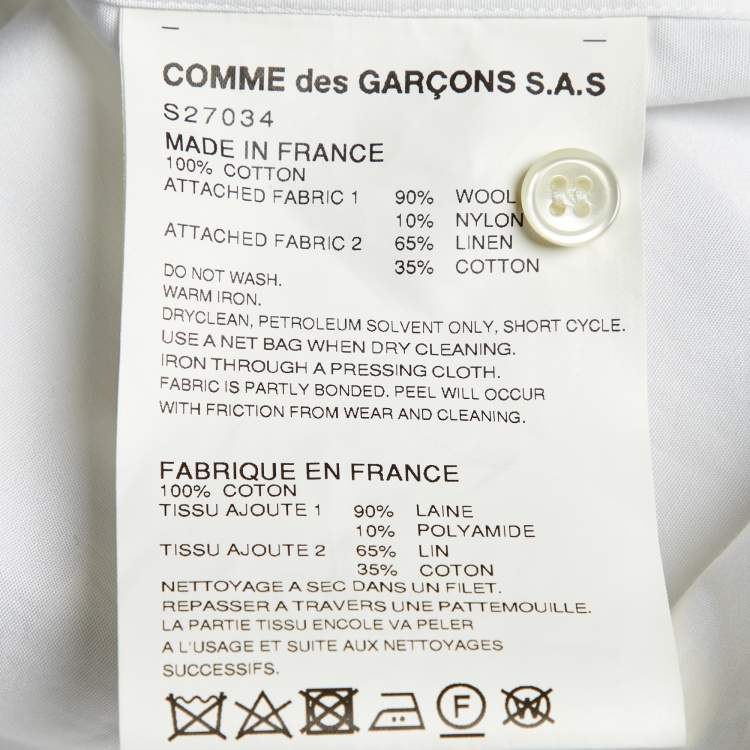 COMME des GARÇONS S.A.S
S27034
MADE IN FRANCE
100% COTTON
ATTACHED FABRIC 1 90% WOOL
10% NYLON
ATTACHED FABRIC 2 65% LINEN
35% COTTON
DO NOT WASH.
WARM IRON.
DRYCLEAN, PETROLEUM SOLVENT ONLY, SHORT CYCLE.
USE A NET BAG WHEN DRY CLEANING.
IRON THROUGH A PRESSING CLOTH.
FABRIC IS PARTLY BONDED. PEEL WILL OCCUR
WITH FRICTION FROM WEAR AND CLEANING.
FABRIQUE EN FRANCE
100% COTON
TISSU AJOUTE 1 90% LAINE
10% POLYAMIDE
TISSU AJOUTE 2 65% LIN
35% COTON
NETTOYAGE A SEC DANS UN FILET.
REPASSER A TRAVERS UNE PATTEMOUILLE.
LA PARTIE TISSU ENCOLE VA PELER
A L'USAGE ET SUITE AUX NETTOYAGES
SUCCESSIFS.
F W